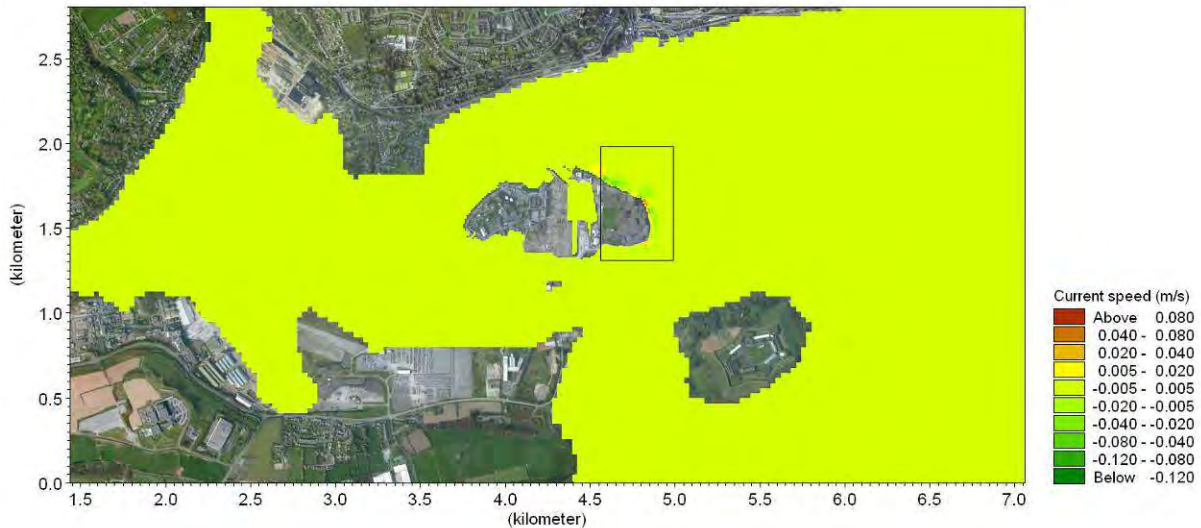 2.5
2.0
1.5
1.0
0.5
0.0
(kilometer)
1.5 2.0 2.5 3.0 3.5 4.0 4.5 5.0 5.5 6.0 6.5 7.0
(kilometer)
Current speed (m/s)
Above 0.080
0.040 - 0.080
0.020 - 0.040
0.005 - 0.020
-0.005 - 0.005
-0.020 - -0.005
-0.040 - -0.020
-0.080 - -0.040
-0.120 - -0.080
Below -0.120